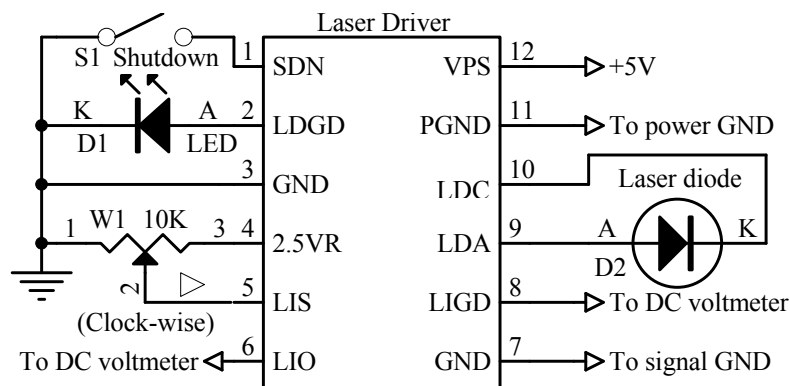 Laser Driver
S1 Shutdown
1
SDN
VPS
12
+5V
K
A
2
LDGD
PGND
11
To power GND
D1
LED
3
GND
LDC
10
Laser diode
1
W1
10K
3
4
2.5VR
LDA
9
A
K
D2
2
5
LIS
LIGD
8
To DC voltmeter
(Clock-wise)
To DC voltmeter
6
LIO
GND
7
To signal GND